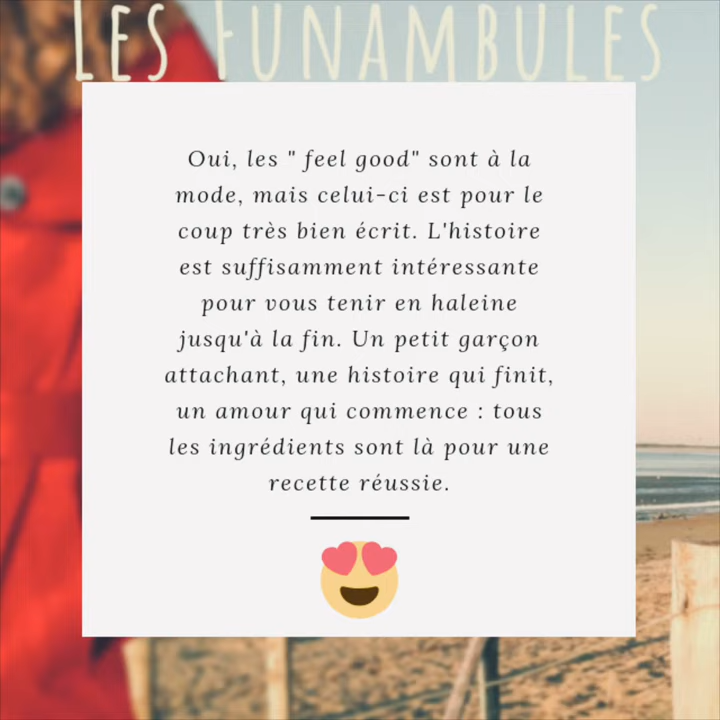 LES FUNAMBULES
Oui, les " feel good" sont à la
mode, mais celui-ci est pour le
coup très bien écrit. L'histoire
est suffisamment intéressante
pour vous tenir en haleine
jusqu'à la fin. Un petit garçon
attachant, une histoire qui finit,
un amour qui commence : tous
les ingrédients sont là pour une
recette réussie.